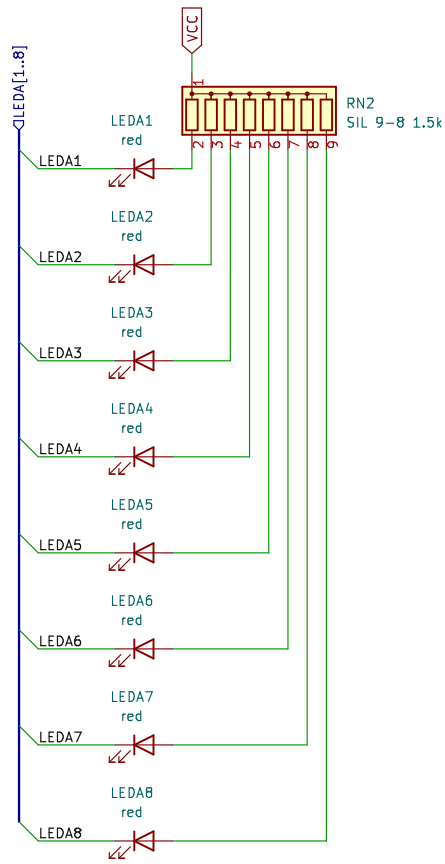 VCC
LEDA[1..8]
1
RN2
SIL 9-8 1.5k
2 3 4 5 6 7 8 9
LEDA1
red
LEDA1
LEDA2
red
LEDA2
LEDA3
red
LEDA3
LEDA4
red
LEDA4
LEDA5
red
LEDA5
LEDA6
red
LEDA6
LEDA7
red
LEDA7
LEDA8
red
LEDA8